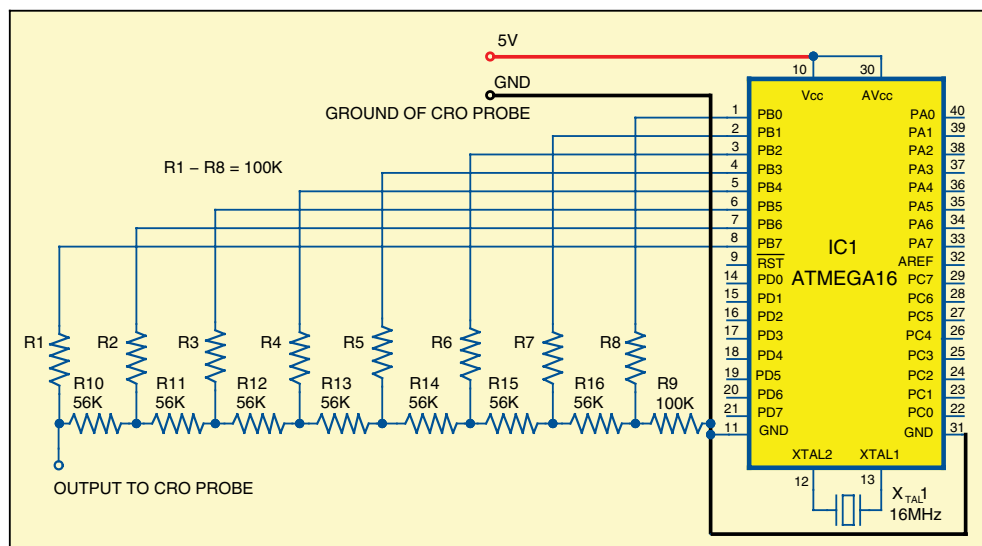 5V
GND
GROUND OF CRO PROBE
R1 – R8 = 100K
10 30
Vcc AVcc
1 PB0 PA0 40
2 PB1 PA1 39
3 PB2 PA2 38
4 PB3 PA3 37
5 PB4 PA4 36
6 PB5 PA5 35
7 PB6 PA6 34
8 PB7 PA7 33
9 RST AREF 32
14 PD0 PC7 29
15 PD1 PC6 28
16 PD2 PC5 27
17 PD3 PC4 26
18 PD4 PC3 25
19 PD5 PC2 24
20 PD6 PC1 23
21 PD7 PC0 22
11 GND GND 31
IC1
ATMEGA16
XTAL2 XTAL1
12 13
XTAL1
16MHz
R1 R2 R3 R4 R5 R6 R7 R8
R10 R11 R12 R13 R14 R15 R16 R9
56K 56K 56K 56K 56K 56K 56K 100K
OUTPUT TO CRO PROBE